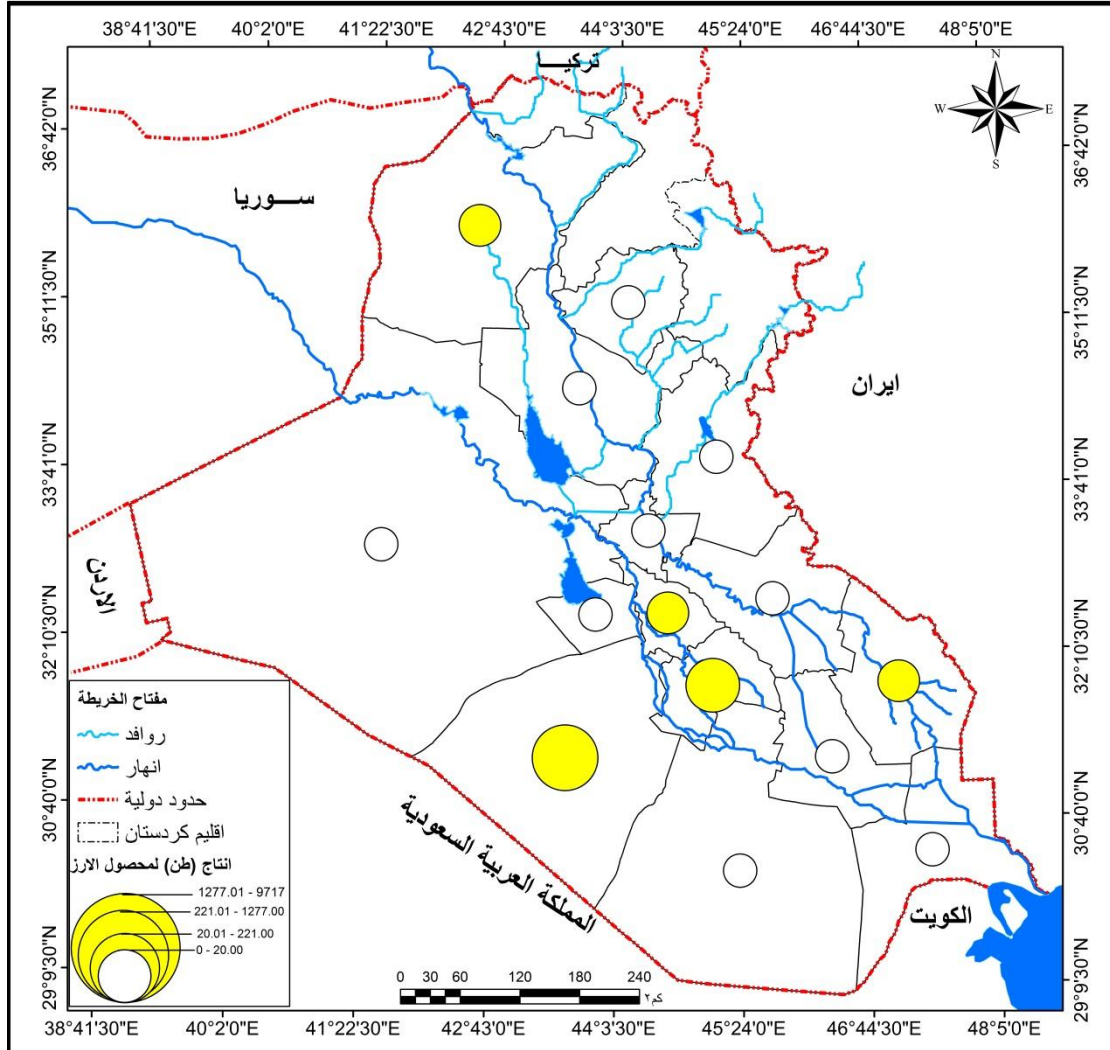 38°41'3"E 40°2'0"E 41°22'30"E 42°43'0"E 44°3'30"E 45°24'0"E 46°44'30"E 48°5'0"E
تركيـــا
N
W E
S
36°42'0"N
36°42'0"N
ســـوريا
35°11'30"N
35°11'30"N
ايران
33°41'0"N
33°41'0"N
الاردن
32°10'30"N
32°10'30"N
مفتاح الخريطة
روافد
انهار
حدود دولية
اقليم كردستان
30°40'0"N
30°40'0"N
المملكة العربية السعودية
انتاج (طن) لمحصول الارز
1277.01 - 9717
221.01 - 1277.00
20.01 - 221.00
0 - 20.00
الكويت
29°9'30"N
29°9'30"N
0 30 60 120 180 240
كم٢
38°41'30"E 40°2'0"E 41°22'30"E 42°43'0"E 44°3'30"E 45°24'0"E 46°44'30"E 48°5'0"E